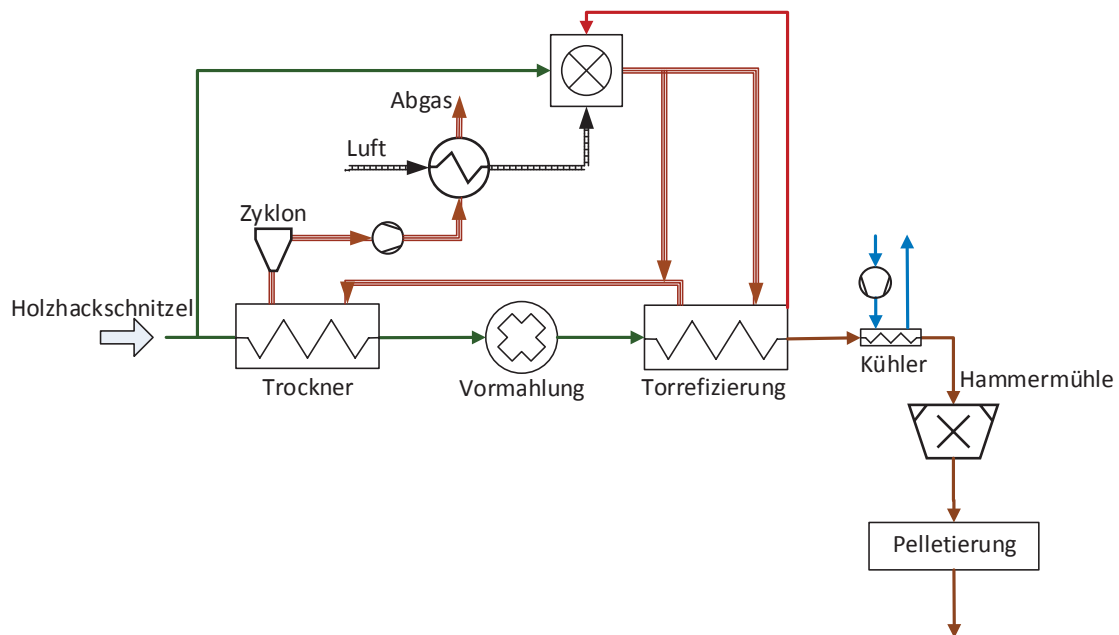 Abgas
Luft
Zyklon
Holzhackschnitzel
Trockner
Vormahlung
Torrefizierung
Kühler
Hammermühle
Pelletierung